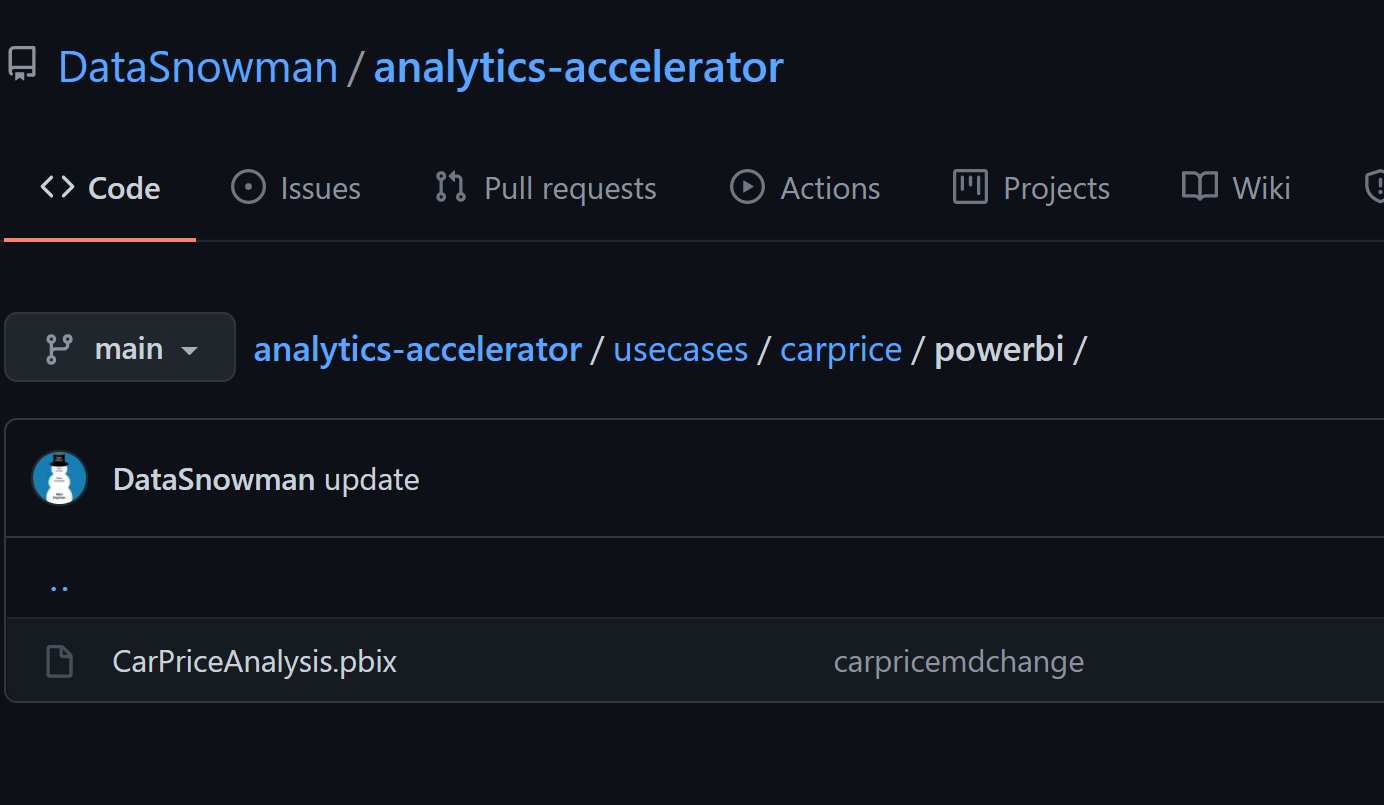 DataSnowman / analytics-accelerator
Code Issues Pull requests Actions Projects Wiki
main analytics-accelerator / usecases / carprice / powerbi /
DataSnowman update
..
CarPriceAnalysis.pbix carpricemdchange